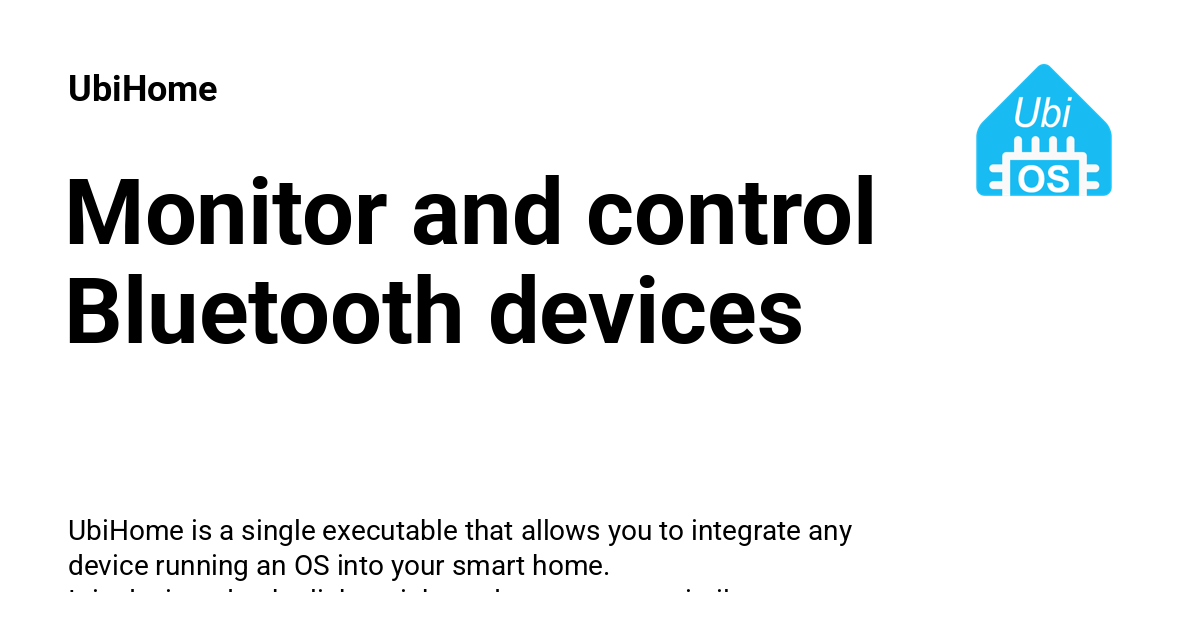 UbiHome
Ubi
OS
Monitor and control
Bluetooth devices
UbiHome is a single executable that allows you to integrate any
device running an OS into your smart home.